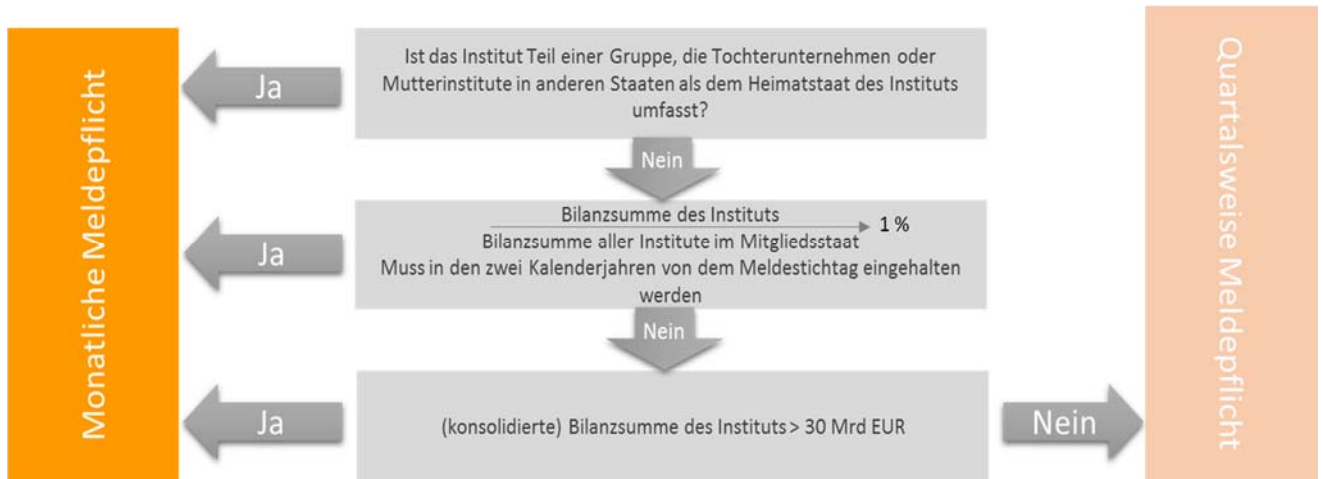 Monatliche Meldepflicht
Ist das Institut Teil einer Gruppe, die Tochterunternehmen oder
Mutterinstitute in anderen Staaten als dem Heimatstaat des Instituts
umfasst?
Ja
Nein
Bilanzsumme des Instituts
1 %
Bilanzsumme aller Institute im Mitgliedsstaat
Muss in den zwei Kalenderjahren von dem Meldestichtag eingehalten
werden
Ja
Nein
(konsolidierte) Bilanzsumme des Instituts > 30 Mrd EUR
Ja
Nein
Quartalsweise Meldepflicht